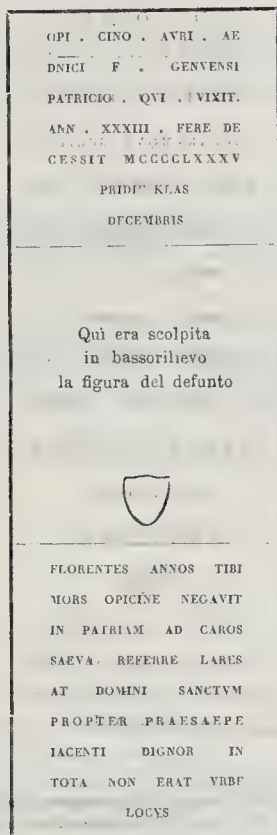 OPI . CINO . AVRI . AE
DNICI F . GENVENSI
PATRICIO . QVI . VIXIT.
ANN . XXXIII . FERE DE
CESSIT MCCCCLXXXV
PRIDIE KLAS
DECEMBRIS
Quì era scolpita
in bassorilievo
la figura del defunto
FLORENTES ANNOS TIBI
MORS OPICINE NEGAVIT
IN PATRIAM AD CAROS
SAEVA REFERRE LARES
AT DOMINI SANCTVM
PROPTER PRAESAEPE
IACENTI DIGNOR IN
TOTA NON ERAT VRBE
LOCVS